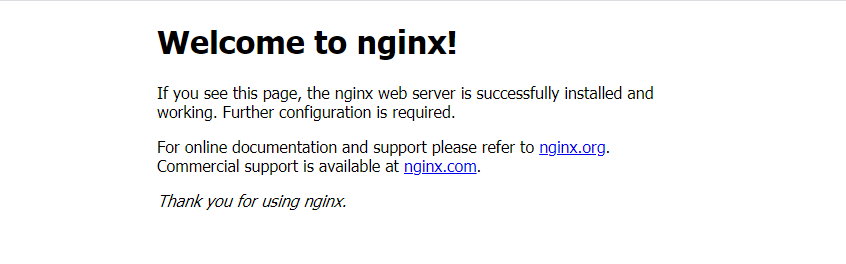 Welcome to nginx!
If you see this page, the nginx web server is successfully installed and
working. Further configuration is required.
For online documentation and support please refer to nginx.org.
Commercial support is available at nginx.com.
Thank you for using nginx.